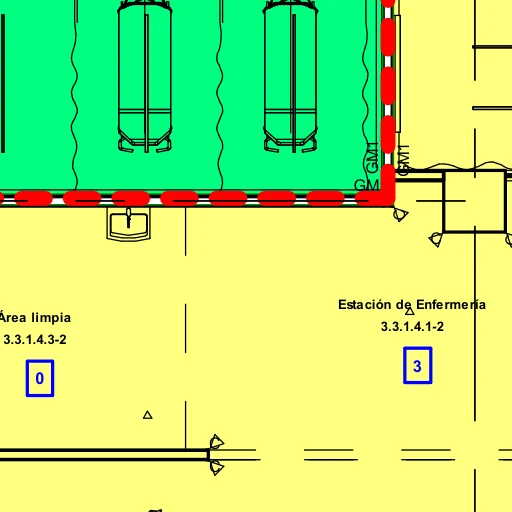 GM1
GM1
GM
Estación de Enfermería
3.3.1.4.1-2
3
Área limpia
3.3.1.4.3-2
0